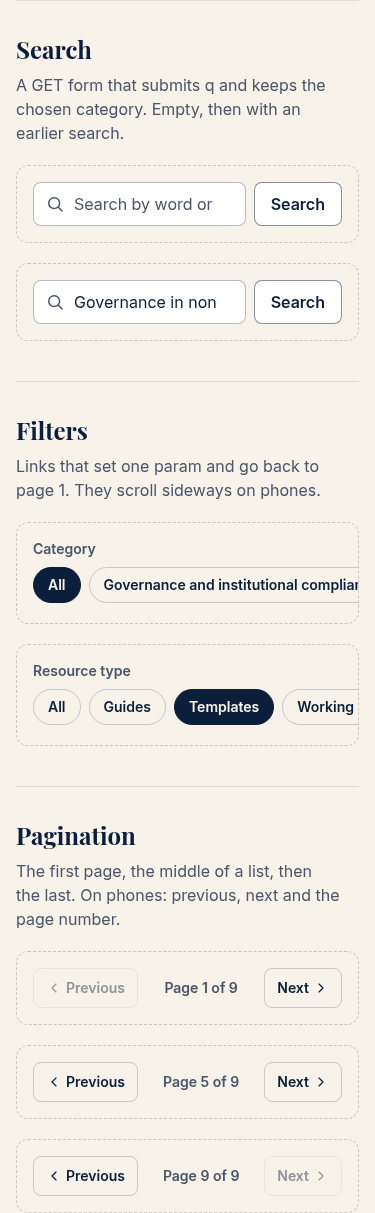 Search
A GET form that submits q and keeps the
chosen category. Empty, then with an
earlier search.
Search by word or
Search
Governance in non
Search
Filters
Links that set one param and go back to
page 1. They scroll sideways on phones.
Category
All
Governance and institutional complian
Resource type
All
Guides
Templates
Working
Pagination
The first page, the middle of a list, then
the last. On phones: previous, next and the
page number.
Previous
Page 1 of 9
Next
Previous
Page 5 of 9
Next
Previous
Page 9 of 9
Next